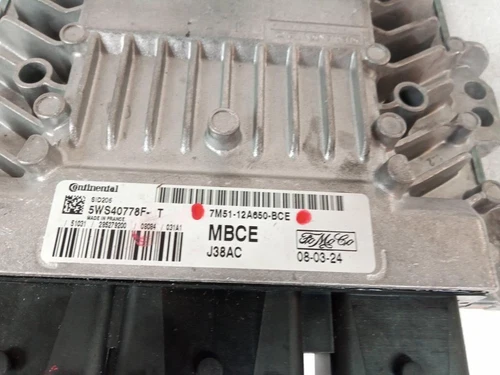 Continental
SID206
5WS40776F-T
MADE IN FRANCE
7M51-12A650-BCE
MBCE
FoMoCo
J38AC
08-03-24